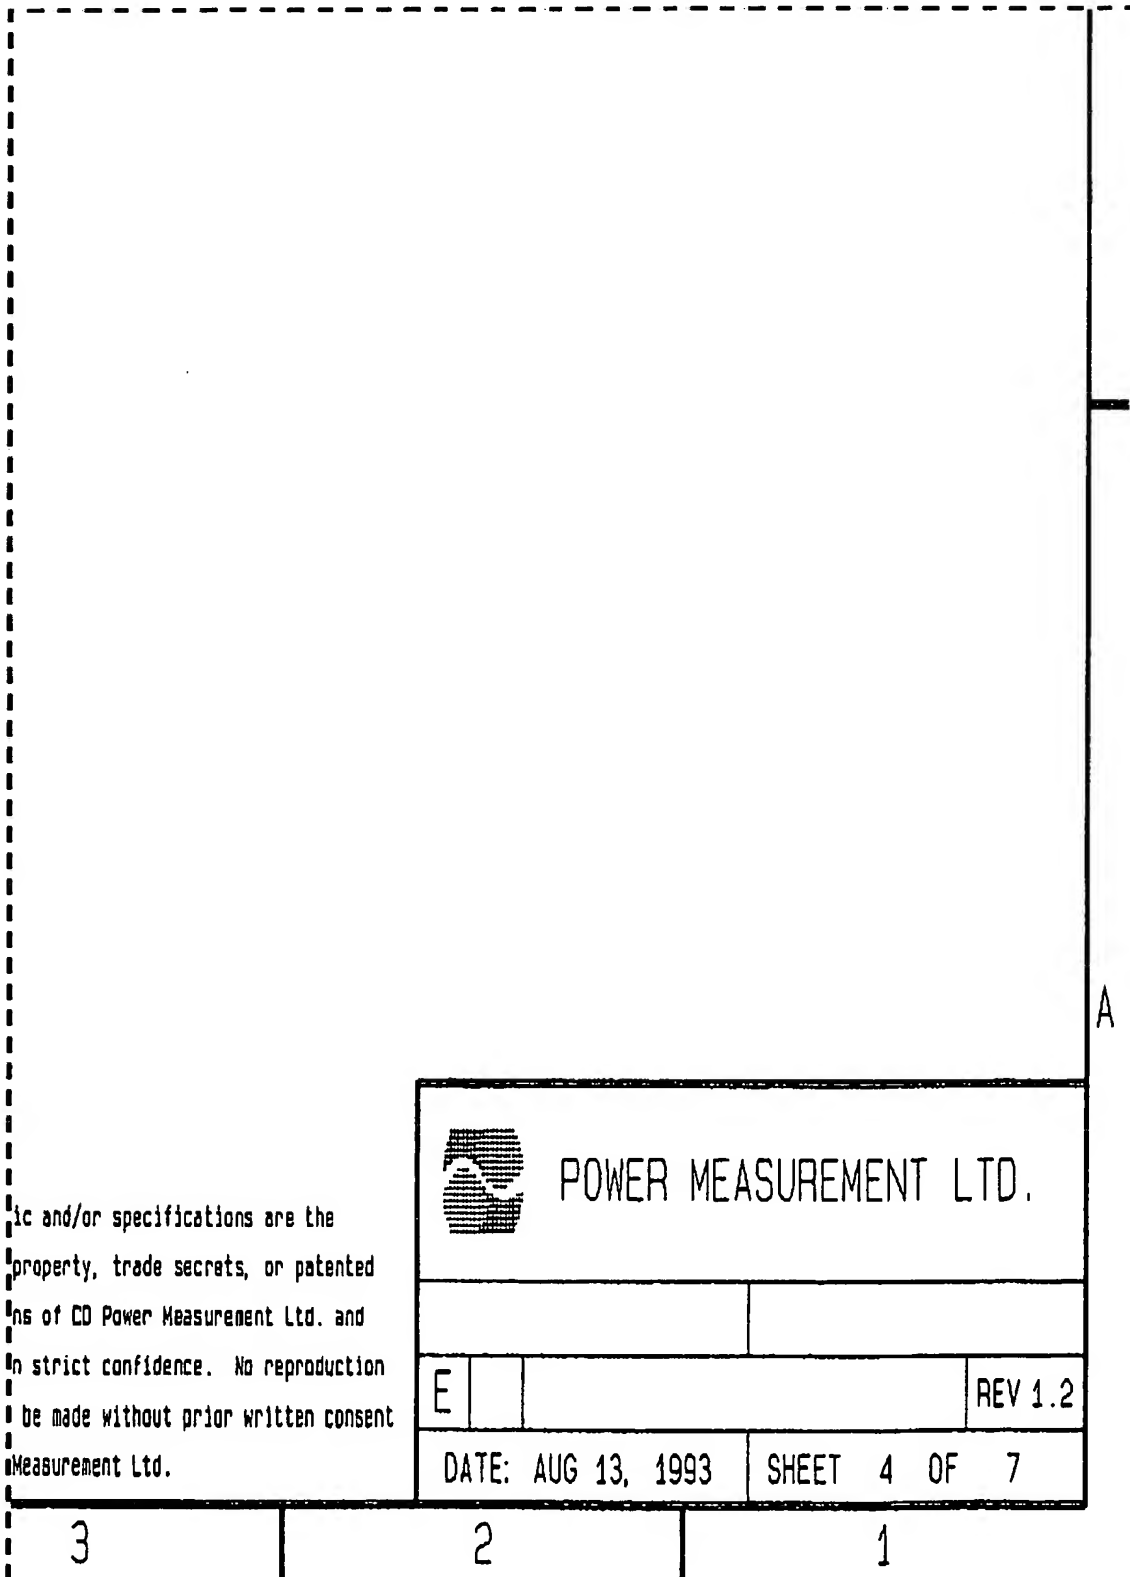 A
POWER MEASUREMENT LTD.
ic and/or specifications are the
property, trade secrets, or patented
ns of CD Power Measurement Ltd. and
n strict confidence. No reproduction
be made without prior written consent
Measurement Ltd.
E
REV 1.2
DATE: AUG 13, 1993
SHEET 4 OF 7
3 2 1